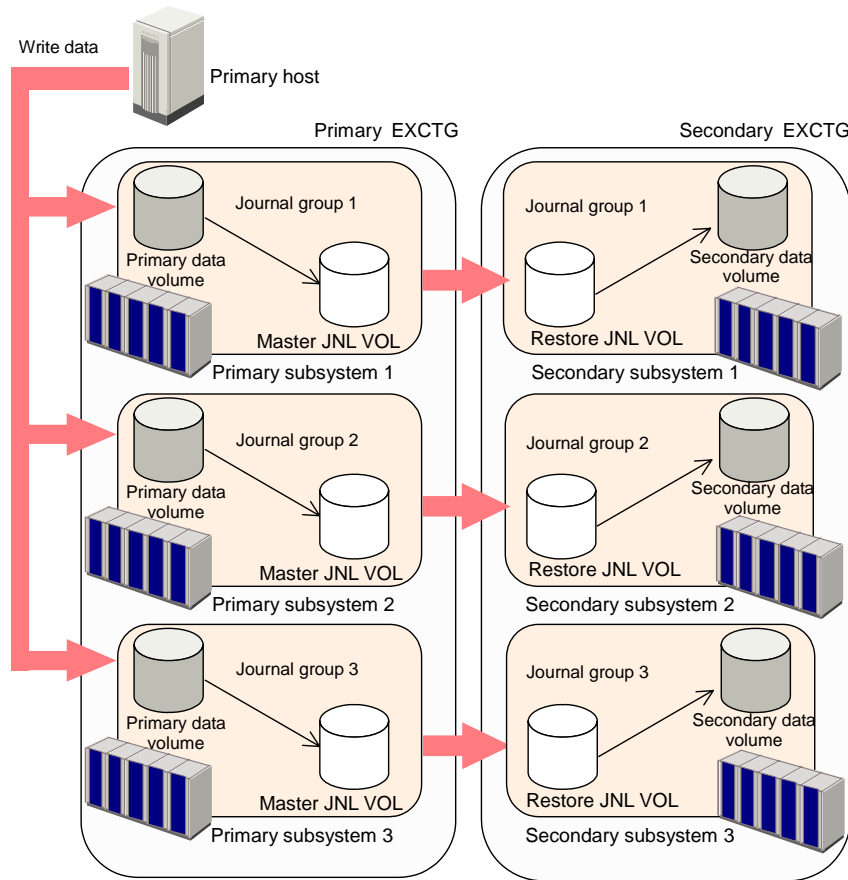 Write data
Primary host
Primary EXCTG
Secondary EXCTG
Journal group 1
Primary data
volume
Master JNL VOL
Primary subsystem 1
Journal group 1
Secondary data
volume
Restore JNL VOL
Secondary subsystem 1
Journal group 2
Primary data
volume
Master JNL VOL
Primary subsystem 2
Journal group 2
Secondary data
volume
Restore JNL VOL
Secondary subsystem 2
Journal group 3
Primary data
volume
Master JNL VOL
Primary subsystem 3
Journal group 3
Secondary data
volume
Restore JNL VOL
Secondary subsystem 3